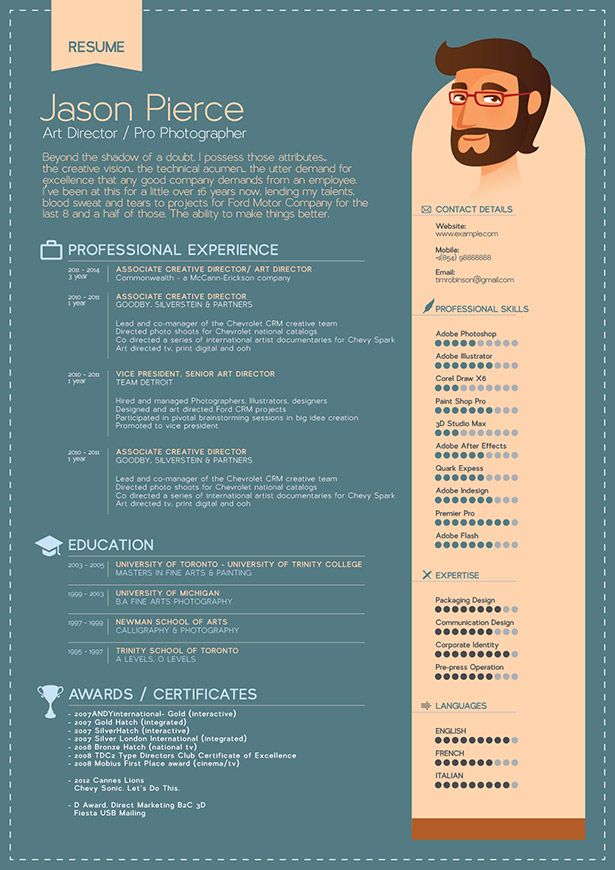 RESUME
Jason Pierce
Art Director / Pro Photographer
Beyond the shadow of a doubt, I possess those attributes..
the creative vision.. the technical acumen.. the utter demand for
excellence that any good company demands from an employee.
I've been at this for a little over 16 years now, lending my talents,
blood sweat and tears to projects for Ford Motor Company for the
last 8 and a half of those. The ability to make things better.
PROFESSIONAL EXPERIENCE
2011 - 2014
3 year
ASSOCIATE CREATIVE DIRECTOR/ ART DIRECTOR
Commonwealth - a McCann-Erickson company
2010 - 2011
1 year
ASSOCIATE CREATIVE DIRECTOR
GOODBY, SILVERSTEIN & PARTNERS
Lead and co-manager of the Chevrolet CRM creative team
Directed photo shoots for Chevrolet national catalogs
Co directed a series of international artist documentaries for Chevy Spark
Art directed tv, print digital and ooh
2010 - 2011
1 year
VICE PRESIDENT, SENIOR ART DIRECTOR
TEAM DETROIT
Hired and managed Photographers, Illustrators, designers
Designed and art directed Ford CRM projects
Participated in pivotal brainstorming sessions in big idea creation
Promoted to vice president
2010 - 2011
1 year
ASSOCIATE CREATIVE DIRECTOR
GOODBY, SILVERSTEIN & PARTNERS
Lead and co-manager of the Chevrolet CRM creative team
Directed photo shoots for Chevrolet national catalogs
Co directed a series of international artist documentaries for Chevy Spark
Art directed tv, print digital and ooh
EDUCATION
2003 - 2005
UNIVERSITY OF TORONTO - UNIVERSITY OF TRINITY COLLEGE
MASTERS IN FINE ARTS & PAINTING
1999 - 2003
UNIVERSITY OF MICHIGAN
B.A FINE ARTS PHOTOGRAPHY
1997 - 1999
NEWMAN SCHOOL OF ARTS
CALLIGRAPHY & PHOTOGRAPHY
1995 - 1997
TRINITY SCHOOL OF TORONTO
A LEVELS, O LEVELS
AWARDS / CERTIFICATES
- 2007ANDYinternational- Gold (interactive)
- 2007 Gold Hatch (integrated)
- 2007 SilverHatch (interactive)
- 2007 Silver London International (integrated)
- 2008 Bronze Hatch (national tv)
- 2008 TDC2 Type Directors Club Certificate of Excellence
- 2008 Mobius First Place award (cinema/tv)
- 2012 Cannes Lions
Chevy Sonic. Let's Do This.
- D Award, Direct Marketing B2C 3D
Fiesta USB Mailing
CONTACT DETAILS
Website:
www.example.com
Mobile:
+1(854) 98888888
Email:
timrobinson@gmail.com
PROFESSIONAL SKILLS
Adobe Photoshop
Adobe Illustrator
Corel Draw X6
Paint Shop Pro
3D Studio Max
Adobe After Effects
Quark Expess
Adobe Indesign
Premier Pro
Adobe Flash
EXPERTISE
Packaging Design
Communication Design
Corporate Identity
Pre-press Operation
LANGUAGES
ENGLISH
FRENCH
ITALIAN